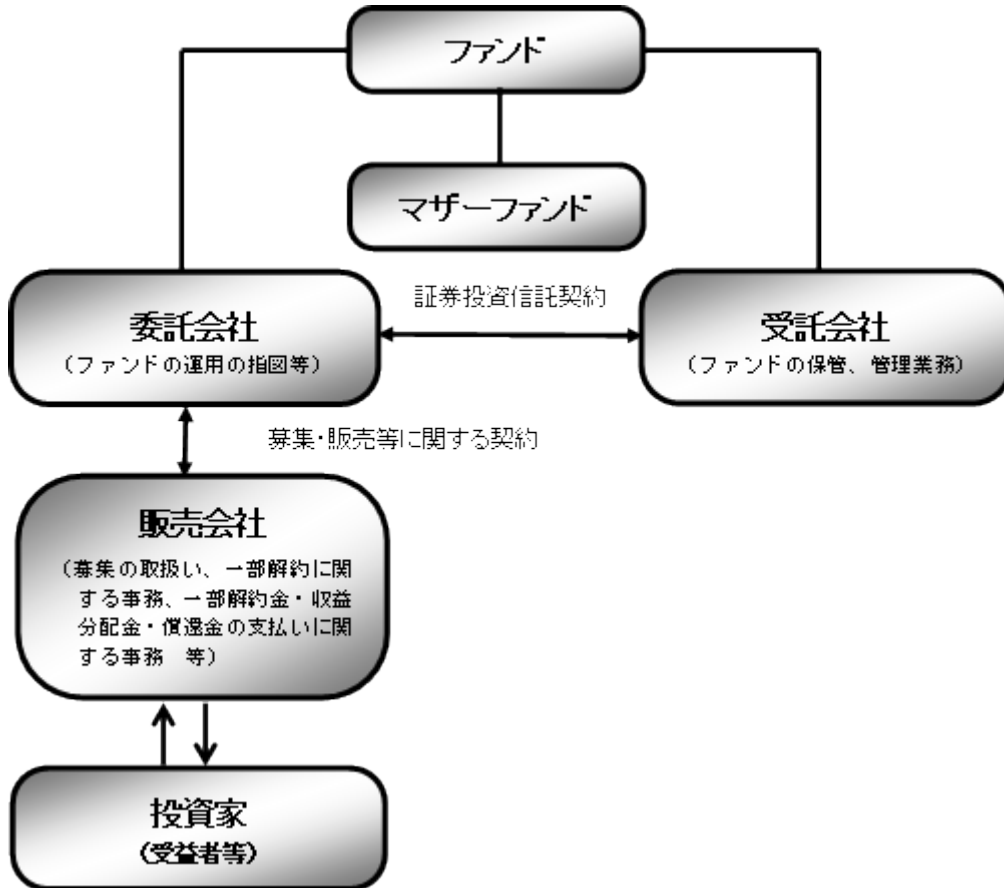 ファンド
マザーファンド
証券投資信託契約
委託会社
(ファンドの運用の指図等)
受託会社
(ファンドの保管、管理業務)
募集・販売等に関する契約
販売会社
(募集の取扱い、一部解約に関
する事務、一部解約金・収益
分配金・償還金の支払いに関
する事務 等)
投資家
(受益者等)